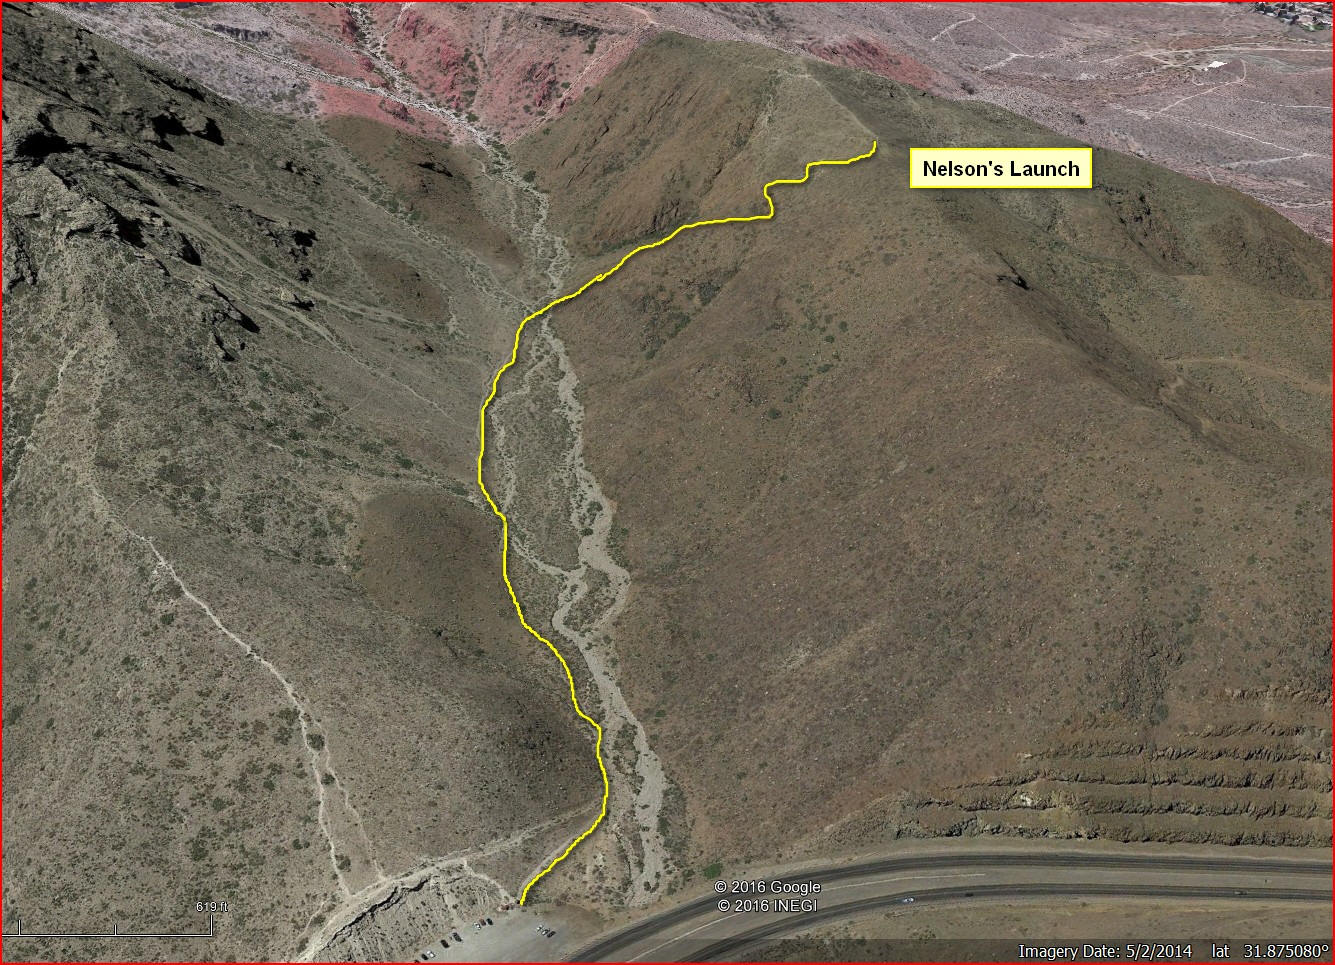 Nelson's Launch
© 2016 Google
© 2016 INEGI
619 ft
Imagery Date: 5/2/2014 lat 31.875080°